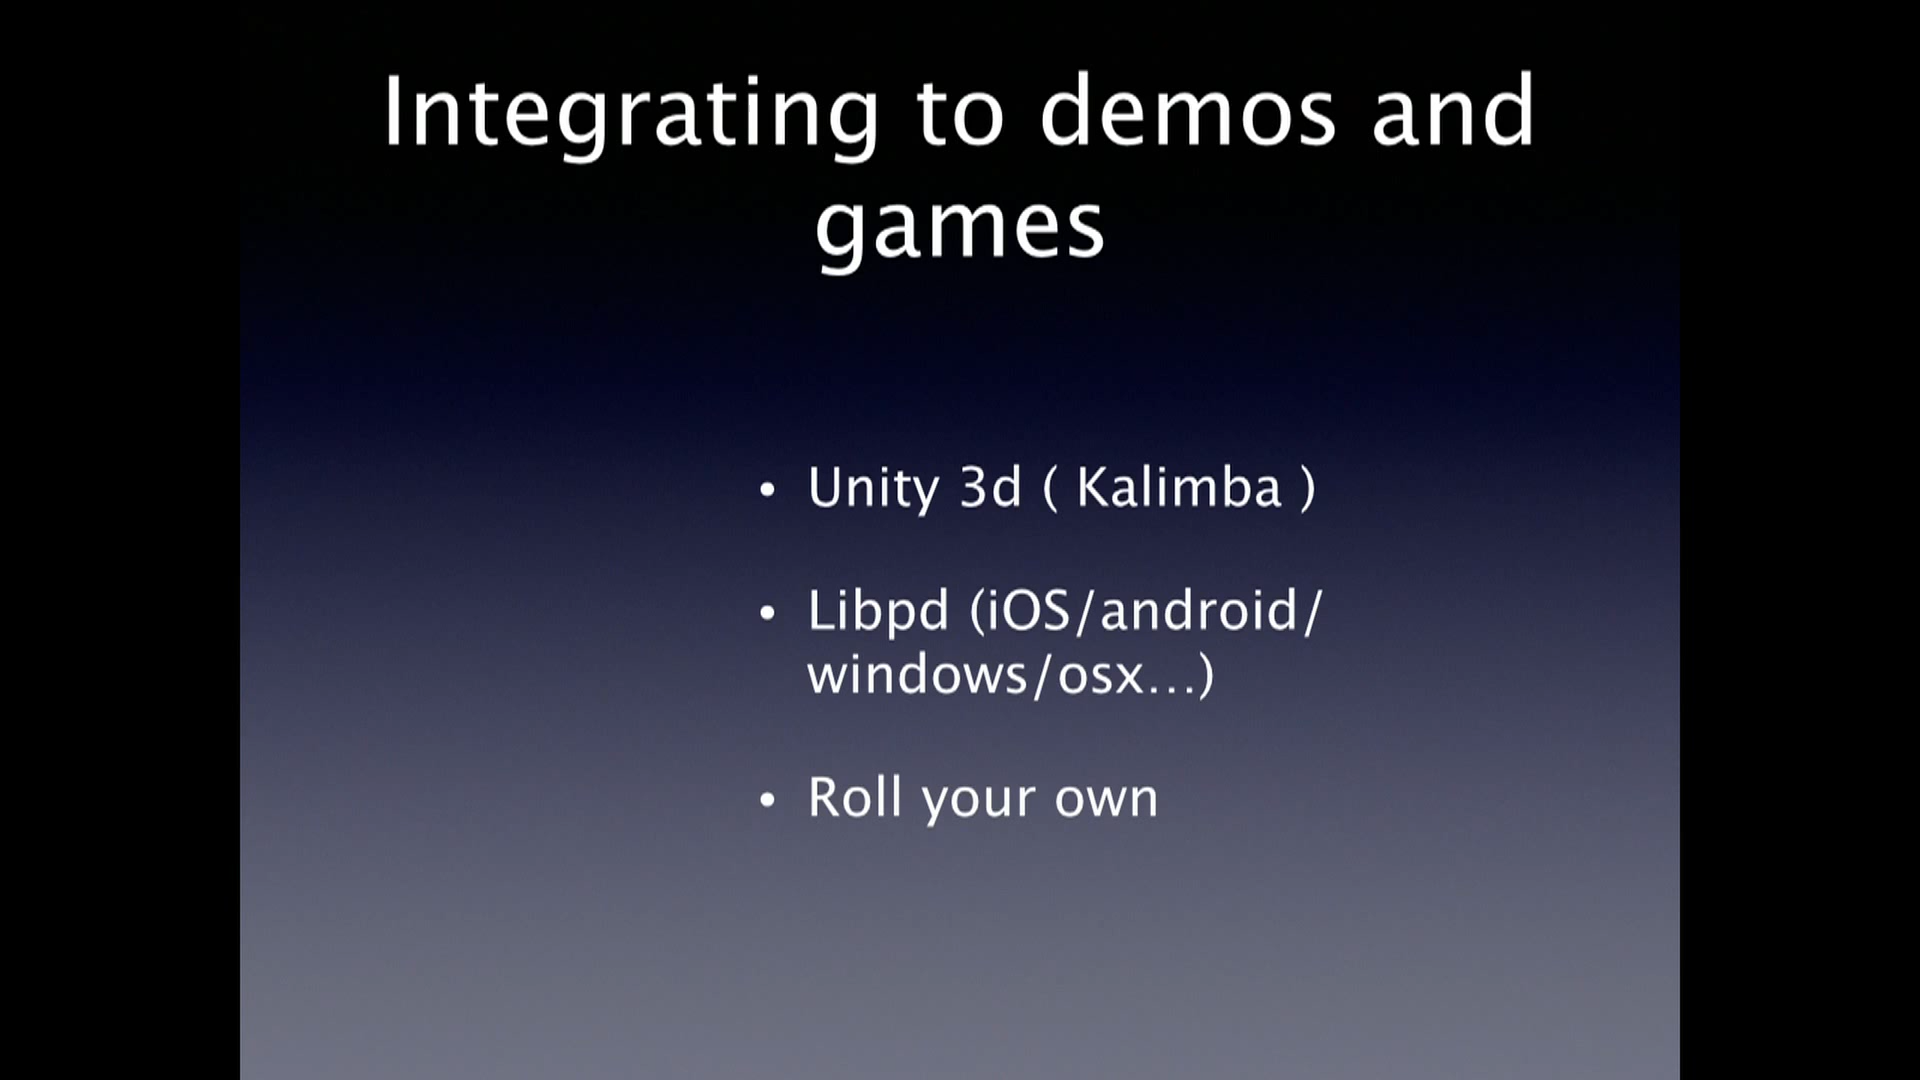 Integrating to demos and
games
• Unity 3d ( Kalimba )
• Libpd (iOS/android/
windows/osx…)
• Roll your own